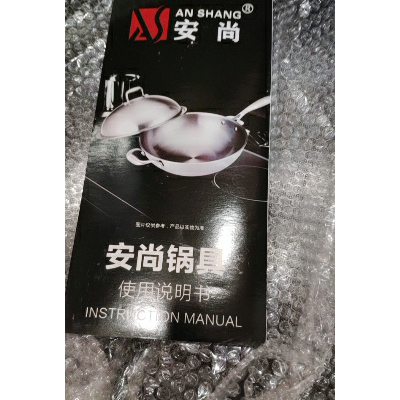 AN SHANG®
安尚
图片仅供参考，产品以实物为准
安尚锅具
使用说明书
INSTRUCTION MANUAL